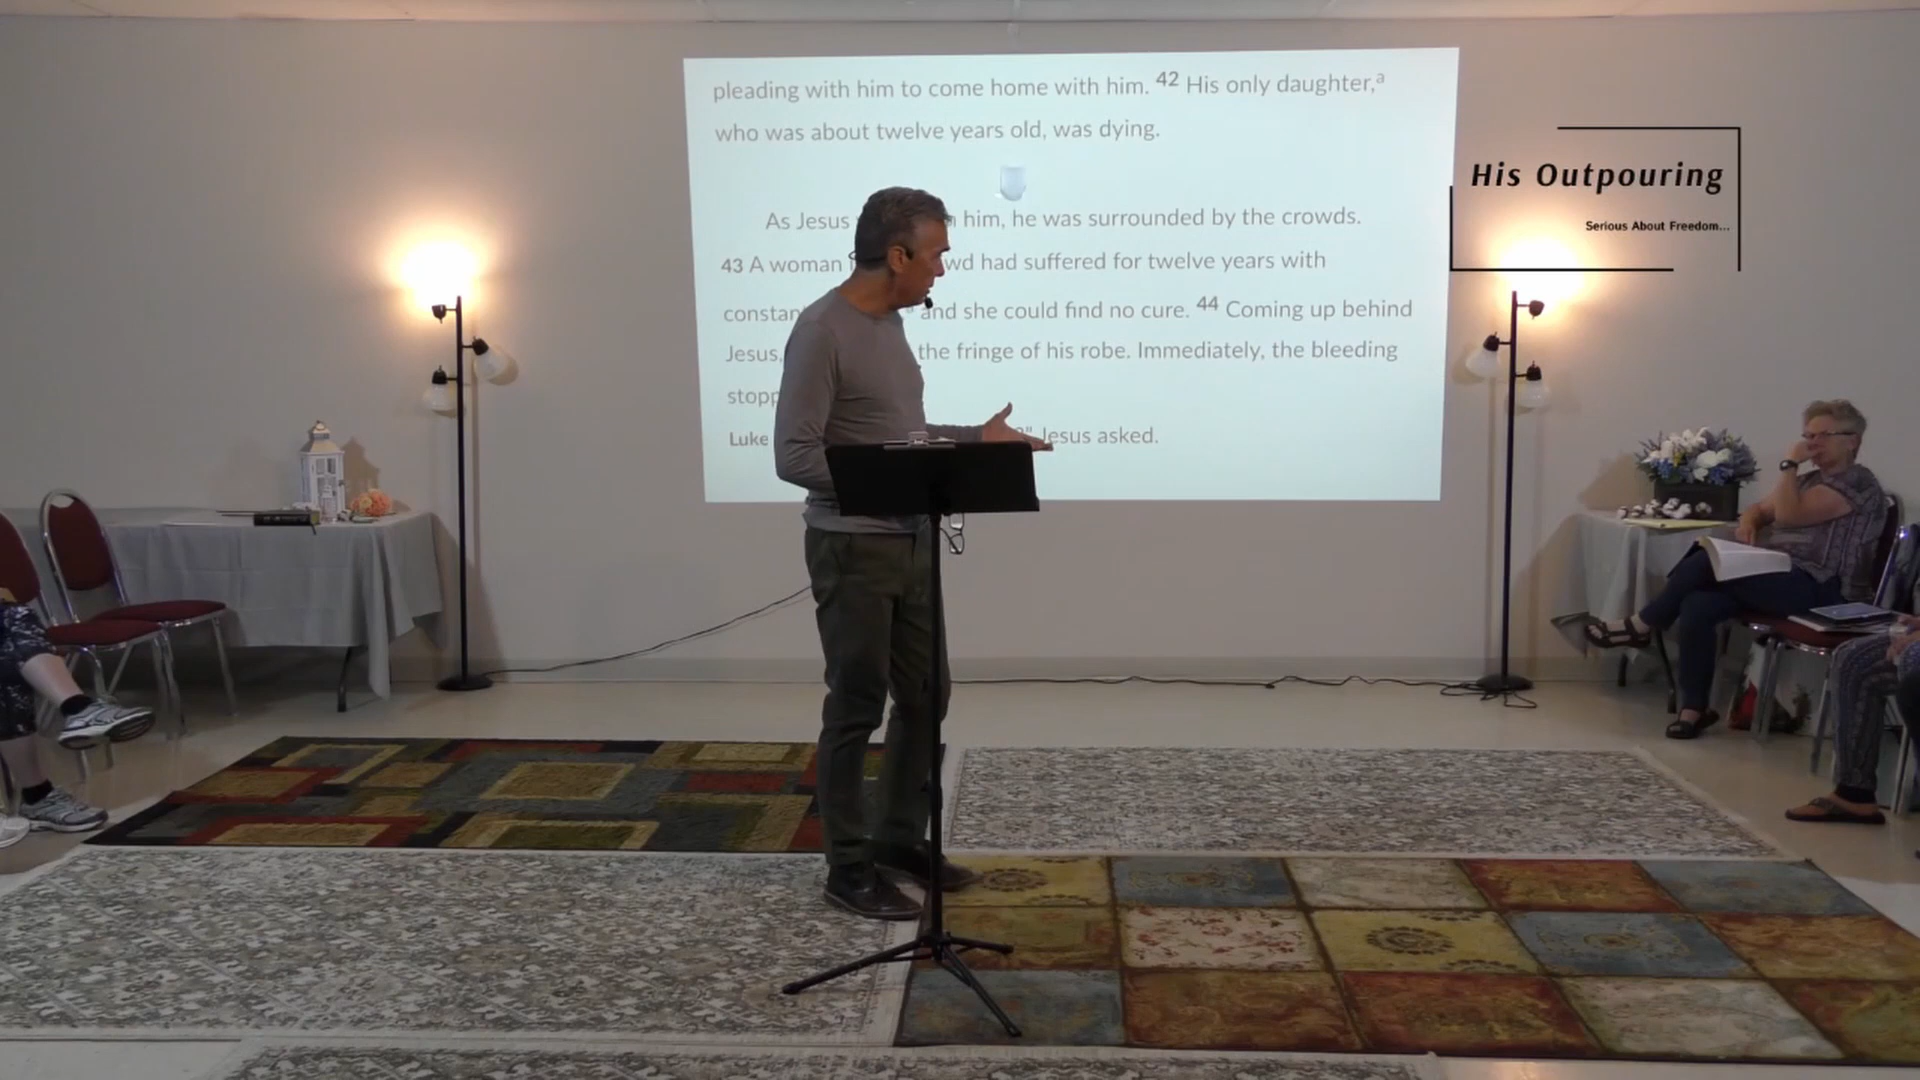 pleading with him to come home with him. 42 His only daughter,a
who was about twelve years old, was dying.
As Jesus him, he was surrounded by the crowds.
43 A woman had suffered for twelve years with
and she could find no cure. 44 Coming up behind
Jesus, the fringe of his robe. Immediately, the bleeding
Luke Jesus asked.
His Outpouring
Serious About Freedom...